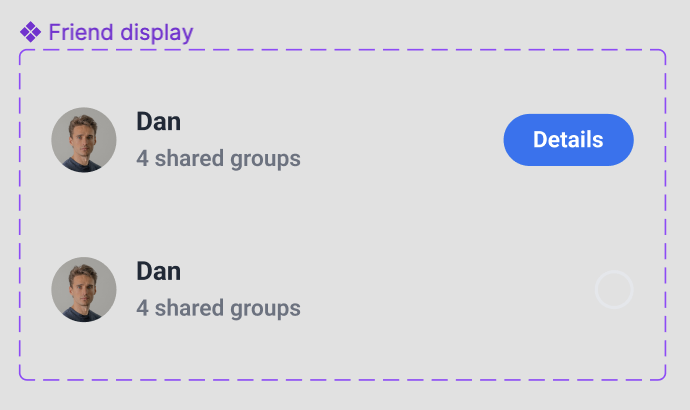 Friend display
Dan
4 shared groups
Details
Dan
4 shared groups